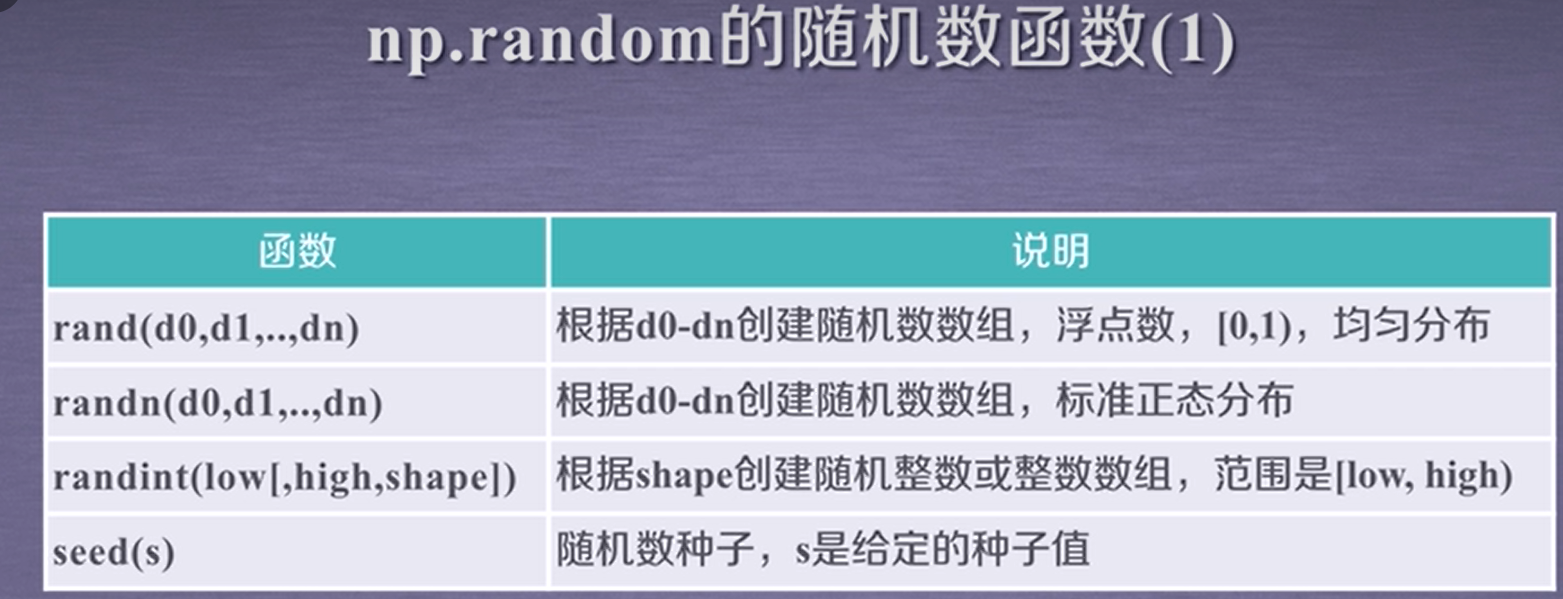 np.random的随机数函数(1)
函数 说明
rand(d0,d1,..,dn) 根据d0-dn创建随机数数组，浮点数，[0,1)，均匀分布
randn(d0,d1,..,dn) 根据d0-dn创建随机数数组，标准正态分布
randint(low[,high,shape]) 根据shape创建随机整数或整数数组，范围是[low, high)
seed(s) 随机数种子，s是给定的种子值